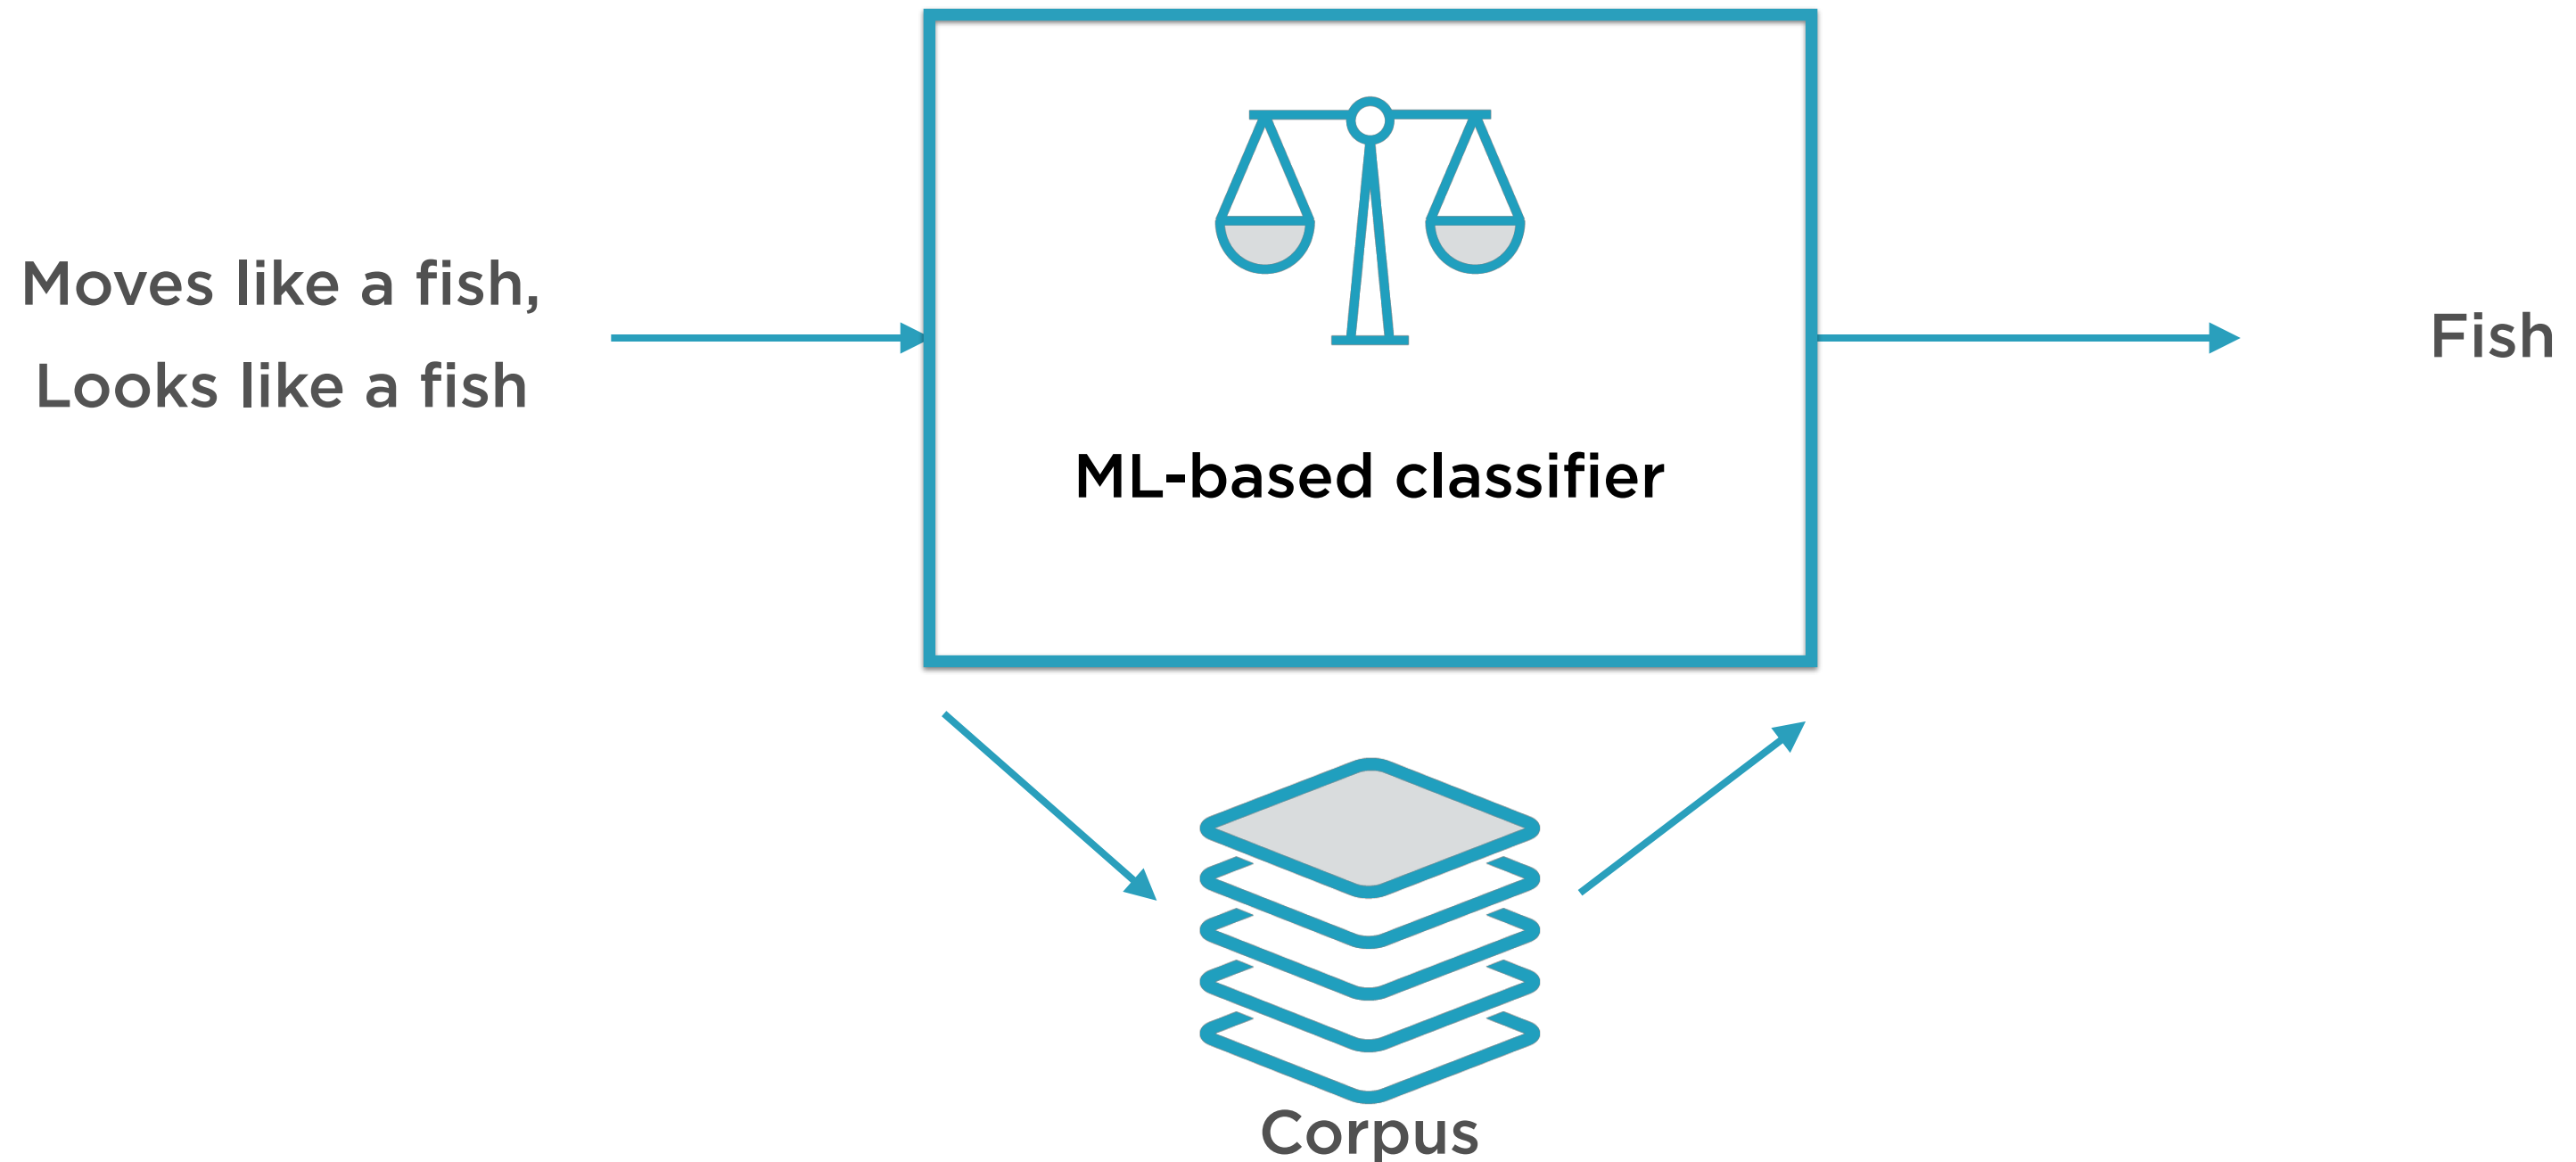 Moves like a fish,
Looks like a fish
ML-based classifier
Fish
Corpus